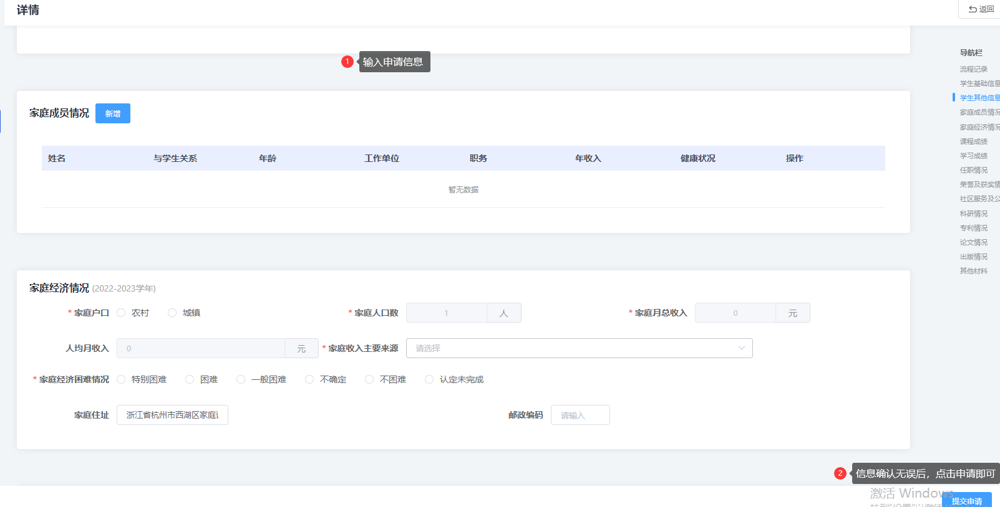 详情
返回
1 输入申请信息
导航栏
流程记录
学生基础信息
学生其他信息
家庭成员情况
家庭经济情况
课程成绩
学习成绩
任职情况
荣誉及获奖情
社区服务及公
科研情况
专利情况
论文情况
出版情况
其他材料
家庭成员情况 新增
姓名 与学生关系 年龄 工作单位 职务 年收入 健康状况 操作
暂无数据
家庭经济情况 (2022-2023学年)
* 家庭户口 农村 城镇 * 家庭人口数 1 人 * 家庭月总收入 0 元
人均月收入 0 元 * 家庭收入主要来源 请选择
* 家庭经济困难情况 特别困难 困难 一般困难 不确定 不困难 认定未完成
家庭住址 浙江省杭州市西湖区家庭 邮政编码 请输入
2 信息确认无误后，点击申请即可
激活 Windows
提交申请